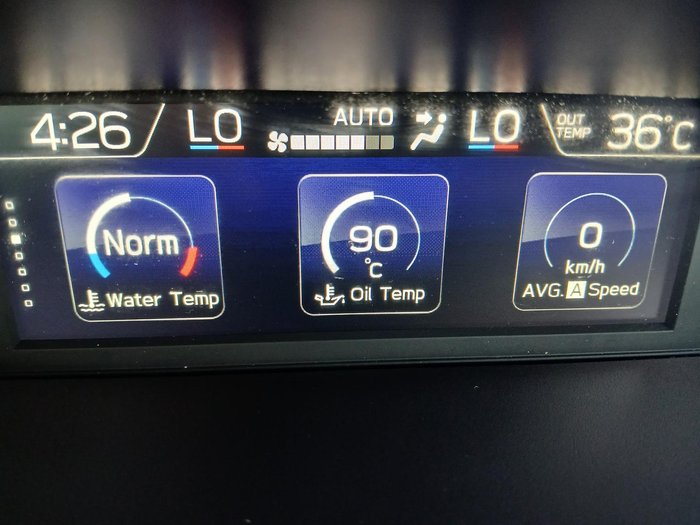 4:26
LO
AUTO
LO
OUT
TEMP
36°C
Norm
Water Temp
90
°C
Oil Temp
0
km/h
AVG. A Speed